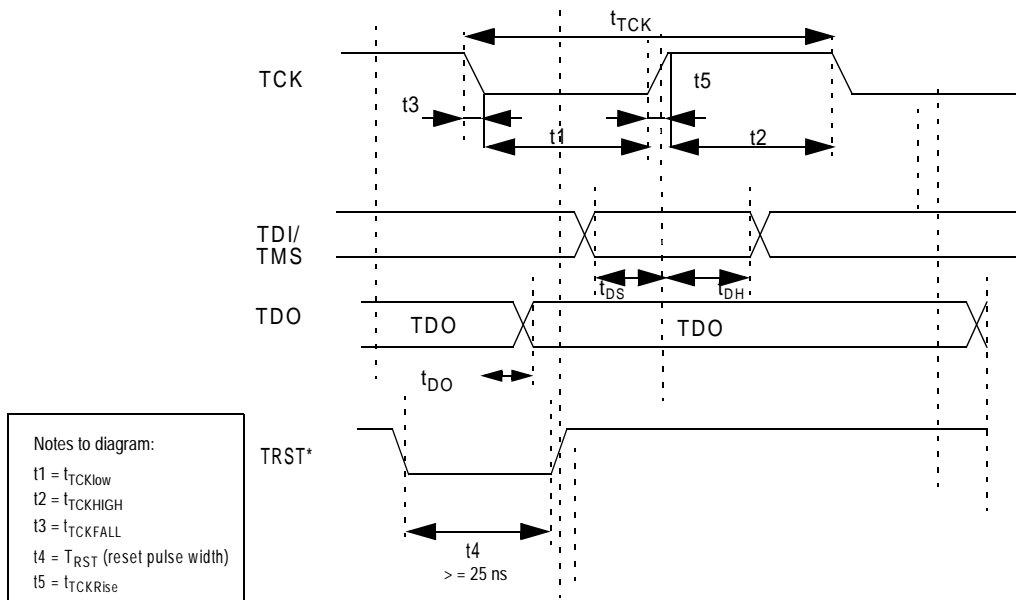 tTCK
TCK
t5
t3
t1
t2
TDI/
TMS
tDS
tDH
TDO
TDO
TDO
tDO
Notes to diagram:
t1 = tTCKlow
t2 = tTCKHIGH
t3 = tTCKFALL
t4 = TRST (reset pulse width)
t5 = tTCKRise
TRST*
t4
> = 25 ns